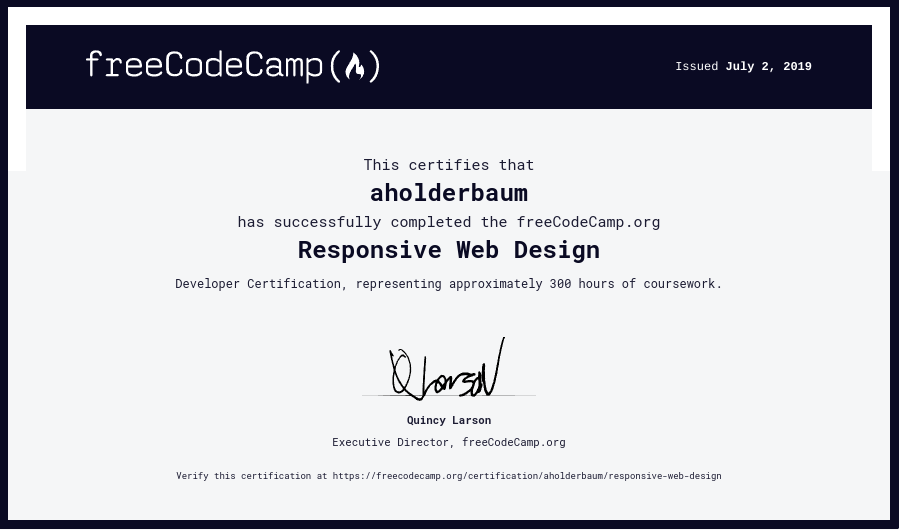 freeCodeCamp
Issued July 2, 2019
This certifies that
aholderbaum
has successfully completed the freeCodeCamp.org
Responsive Web Design
Developer Certification, representing approximately 300 hours of coursework.
Q Larson
Quincy Larson
Executive Director, freeCodeCamp.org
Verify this certification at https://freecodecamp.org/certification/aholderbaum/responsive-web-design